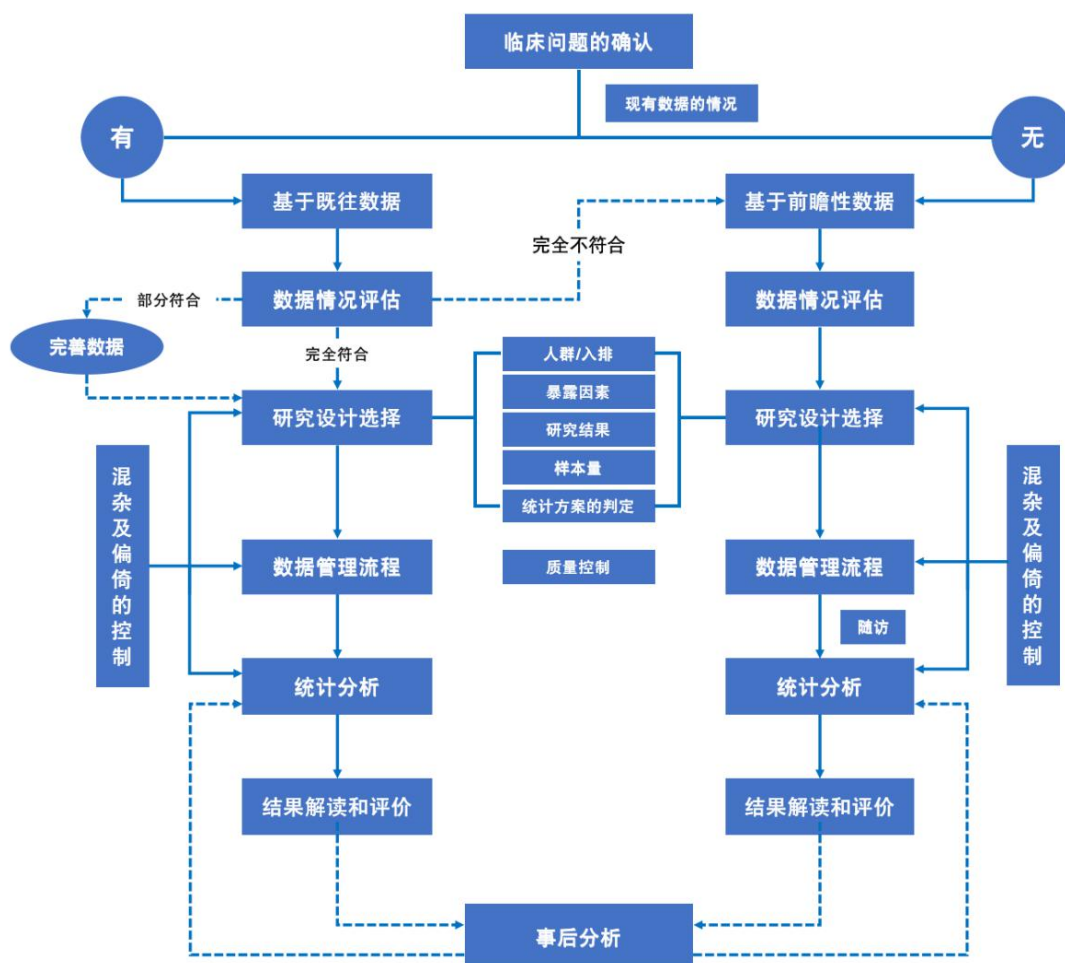 临床问题的确认
现有数据的情况
有
无
基于既往数据
基于前瞻性数据
完全不符合
部分符合
数据情况评估
数据情况评估
完善数据
完全符合
人群/入排
暴露因素
研究结果
样本量
统计方案的判定
研究设计选择
研究设计选择
混杂及偏倚的控制
混杂及偏倚的控制
数据管理流程
质量控制
数据管理流程
随访
统计分析
统计分析
结果解读和评价
结果解读和评价
事后分析